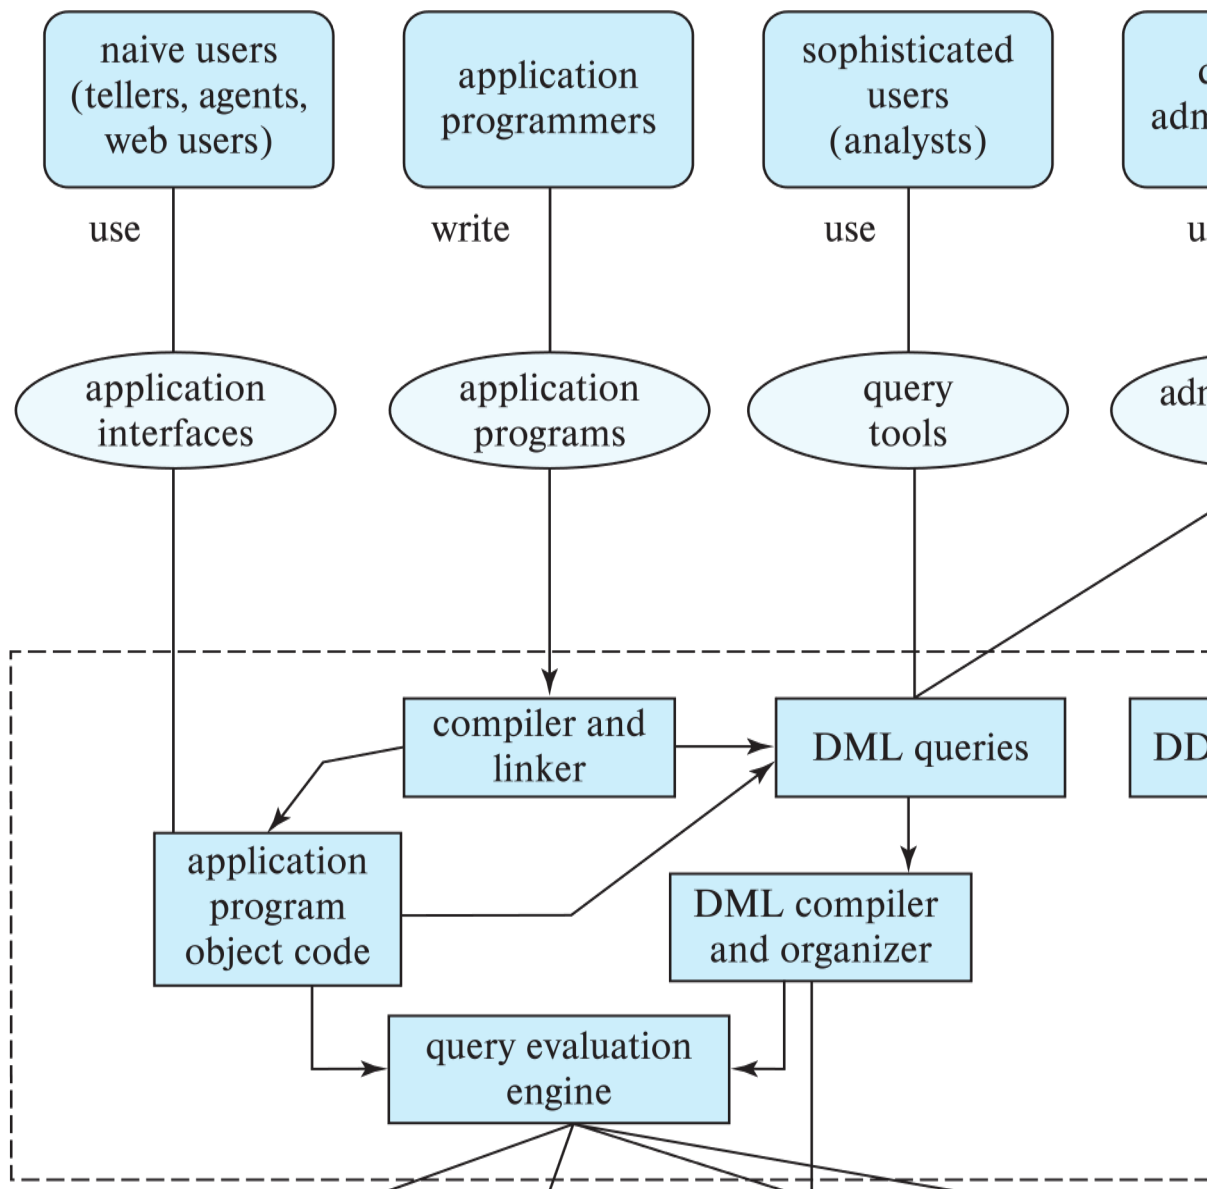 naive users
(tellers, agents,
web users)
application
programmers
sophisticated
users
(analysts)
use
write
use
application
interfaces
application
programs
query
tools
compiler and
linker
DML queries
application
program
object code
DML compiler
and organizer
query evaluation
engine